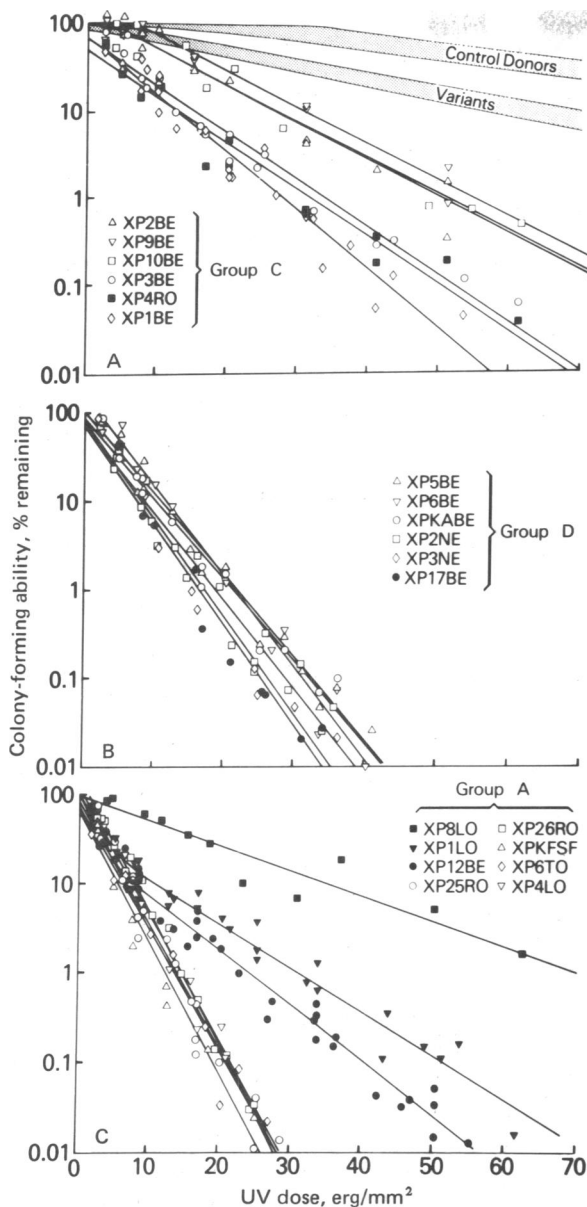 100
10
1
0.1
0.01
Control Donors
Variants
△ XP2BE
▽ XP9BE
□ XP10BE
○ XP3BE
■ XP4RO
◇ XP1BE
Group C
A
Colony-forming ability, % remaining
100
10
1
0.1
0.01
△ XP5BE
▽ XP6BE
○ XPKABE
□ XP2NE
◇ XP3NE
● XP17BE
Group D
B
100
10
1
0.1
0.01
Group A
■ XP8LO □ XP26RO
▼ XP1LO △ XPKFSF
● XP12BE ◇ XP6TO
○ XP25RO ▽ XP4LO
C
0 10 20 30 40 50 60 70
UV dose, erg/mm²